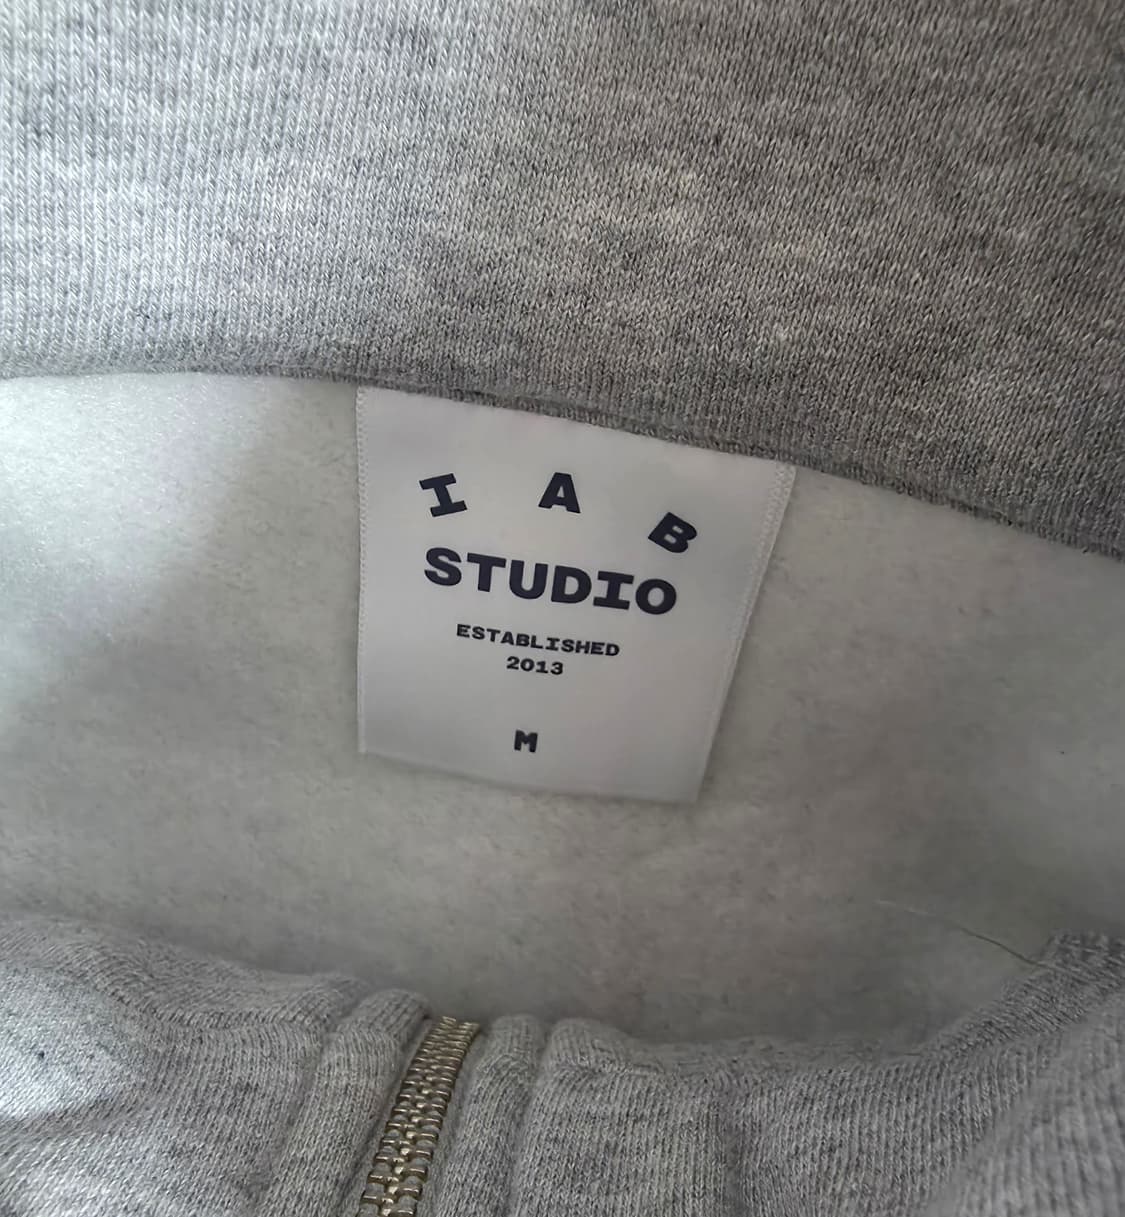 I A B
STUDIO
ESTABLISHED
2013
M